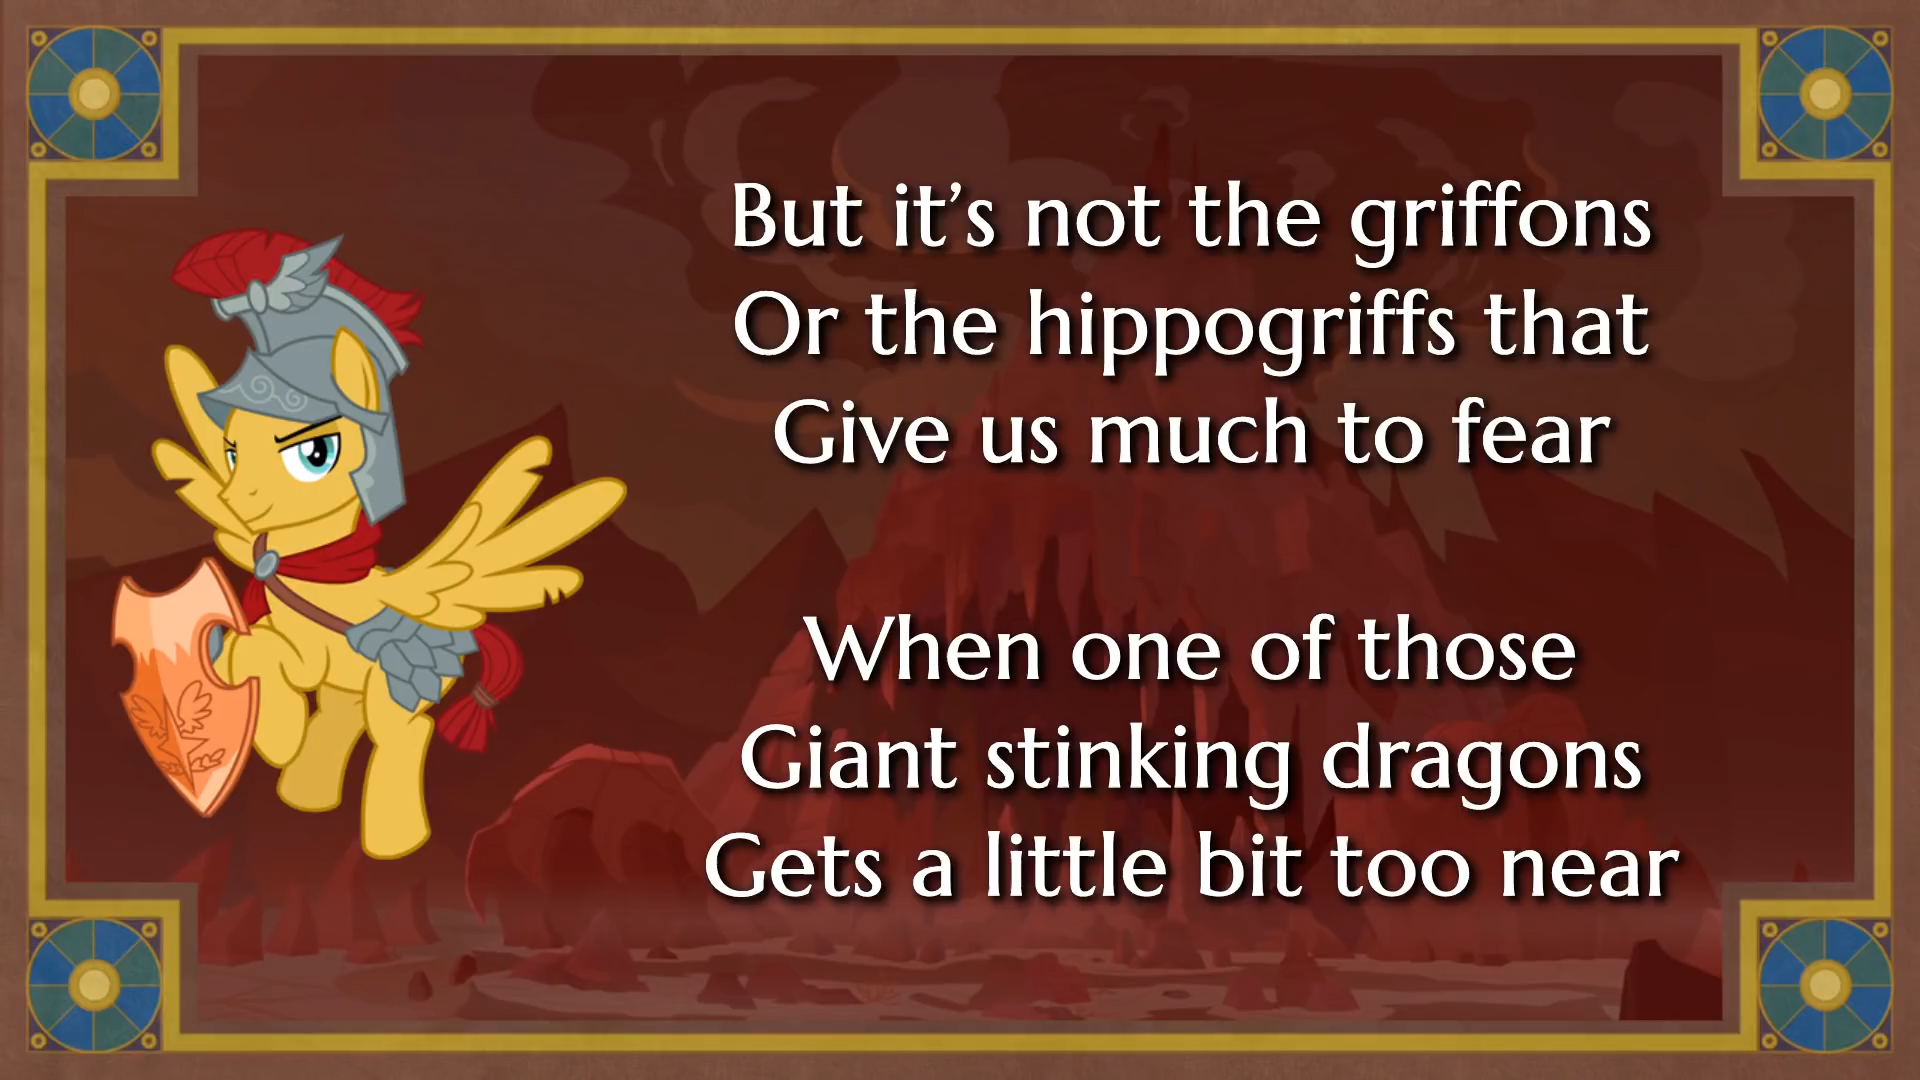 But it’s not the griffons
Or the hippogriffs that
Give us much to fear
When one of those
Giant stinking dragons
Gets a little bit too near